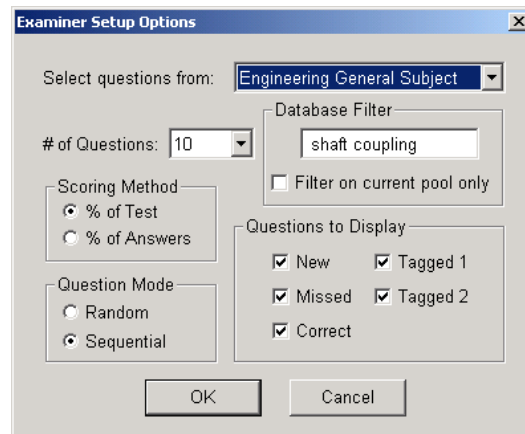 Examiner Setup Options
Select questions from: Engineering General Subject
Database Filter
# of Questions: 10
shaft coupling
Filter on current pool only
Scoring Method
% of Test
% of Answers
Questions to Display
New Tagged 1
Missed Tagged 2
Correct
Question Mode
Random
Sequential
OK Cancel